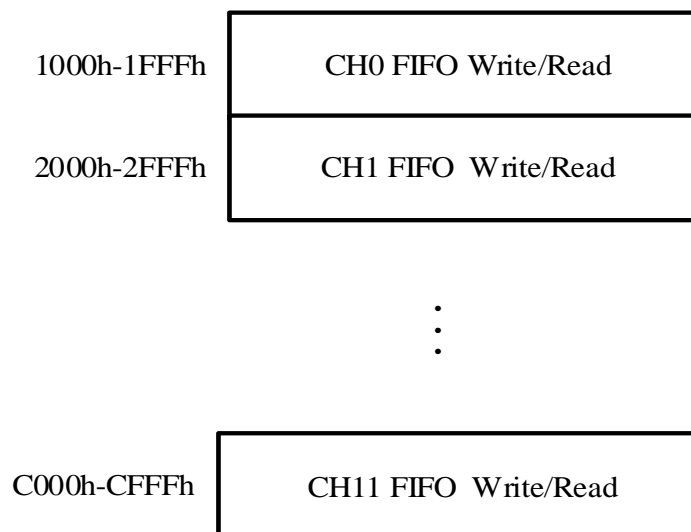 1000h-1FFFh CH0 FIFO Write/Read
2000h-2FFFh CH1 FIFO Write/Read
C000h-CFFFh CH11 FIFO Write/Read